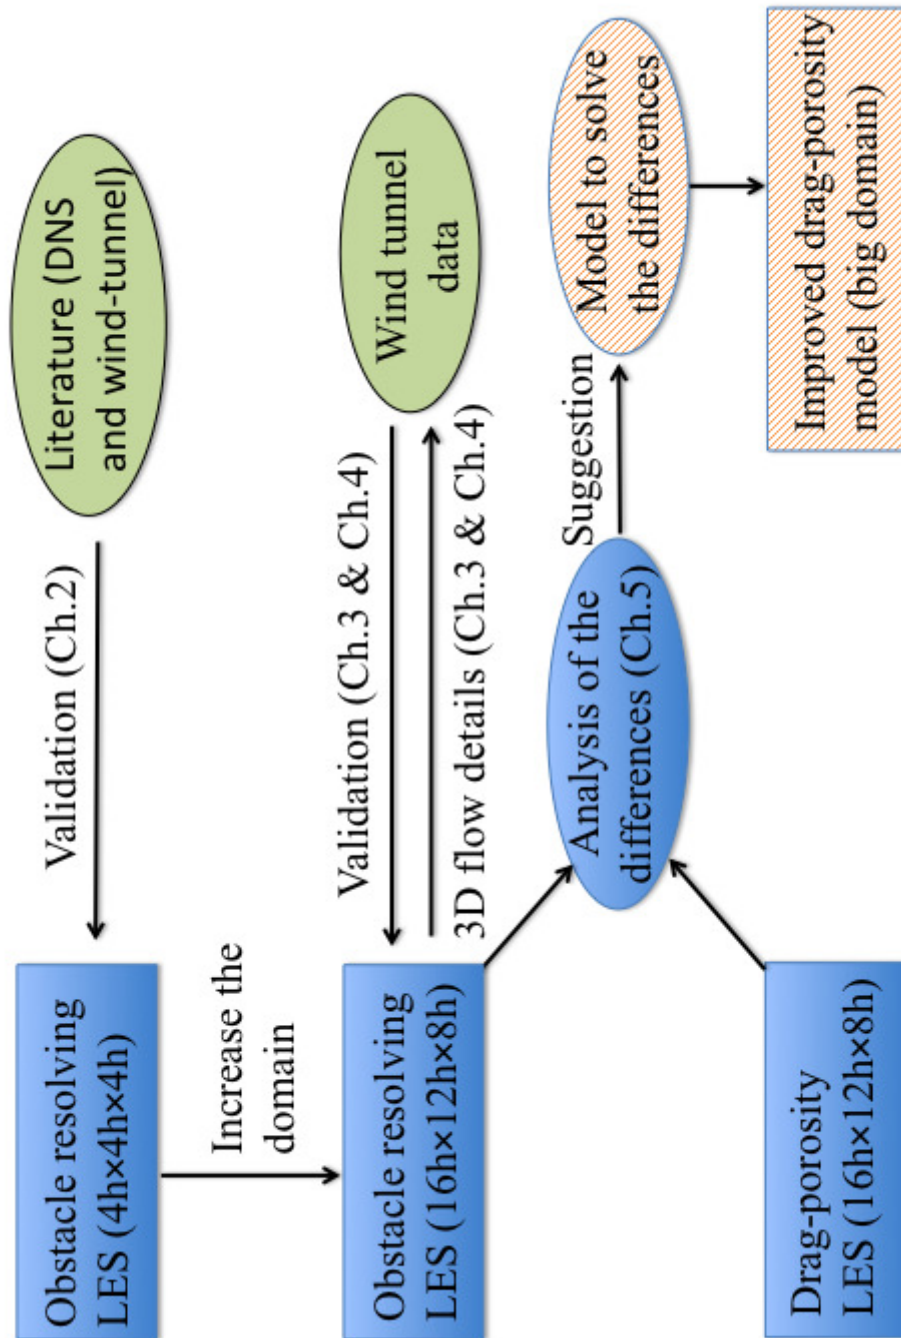 Obstacle resolving
LES (4h×4h×4h)
Validation (Ch.2)
Literature (DNS
and wind-tunnel)
Increase the
domain
Obstacle resolving
LES (16h×12h×8h)
Validation (Ch.3 & Ch.4)
3D flow details (Ch.3 & Ch.4)
Wind tunnel
data
Analysis of the
differences (Ch.5)
Suggestion
Model to solve
the differences
Drag-porosity
LES (16h×12h×8h)
Improved drag-porosity
model (big domain)